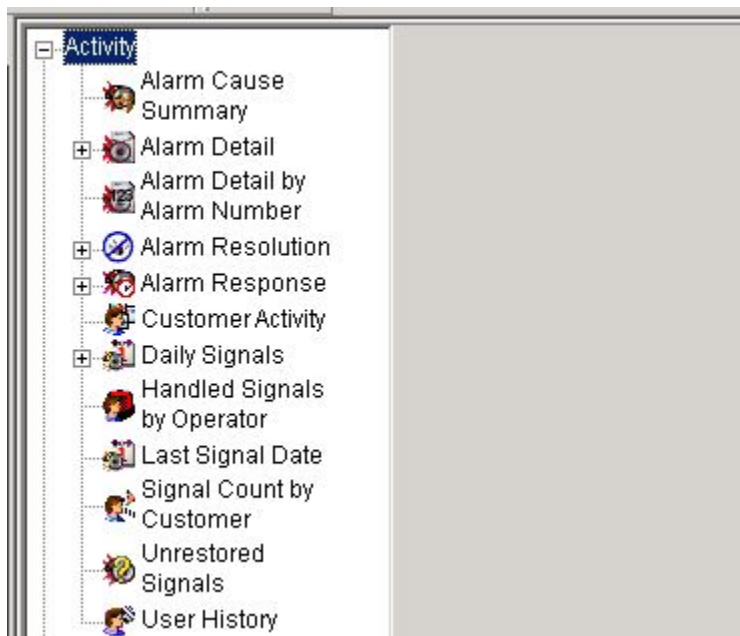 Activity
Alarm Cause
Summary
Alarm Detail
Alarm Detail by
Alarm Number
Alarm Resolution
Alarm Response
Customer Activity
Daily Signals
Handled Signals
by Operator
Last Signal Date
Signal Count by
Customer
Unrestored
Signals
User History